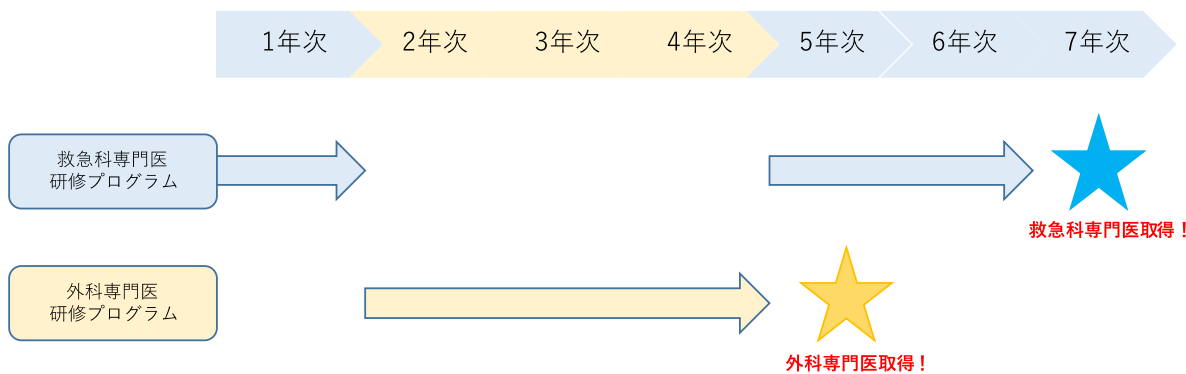 1年次 2年次 3年次 4年次 5年次 6年次 7年次
救急科専門医
研修プログラム
救急科専門医取得！
外科専門医
研修プログラム
外科専門医取得！